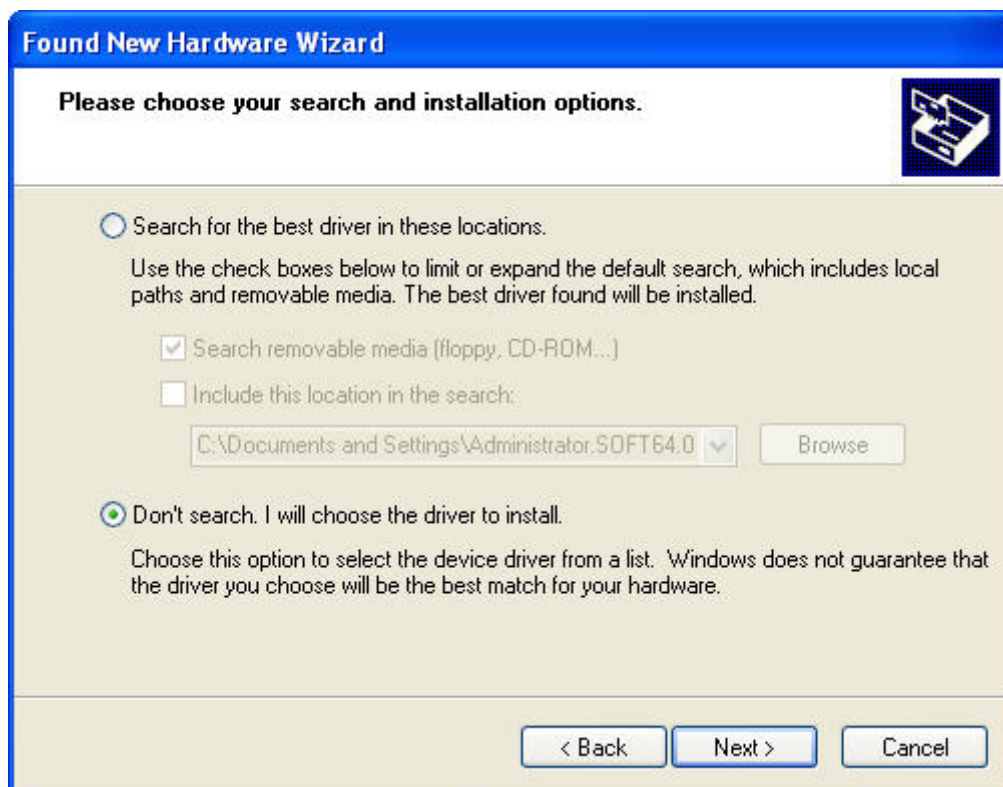 Found New Hardware Wizard
Please choose your search and installation options.
Search for the best driver in these locations.
Use the check boxes below to limit or expand the default search, which includes local
paths and removable media. The best driver found will be installed.
Search removable media (floppy, CD-ROM...)
Include this location in the search:
C:\Documents and Settings\Administrator.SOFT64.0
Browse
Don't search. I will choose the driver to install.
Choose this option to select the device driver from a list.  Windows does not guarantee that
the driver you choose will be the best match for your hardware.
< Back
Next >
Cancel